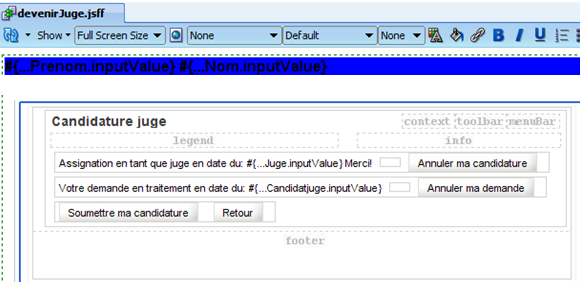 devenirJuge.jsff
Show Full Screen Size None Default None B I U
#{...Prenom.inputValue} #{...Nom.inputValue}
Candidature juge context toolbar menuBar
legend info
Assignation en tant que juge en date du: #{...Juge.inputValue} Merci! Annuler ma candidature
Votre demande en traitement en date du: #{...Candidatjuge.inputValue} Annuler ma demande
Soumettre ma candidature Retour
footer